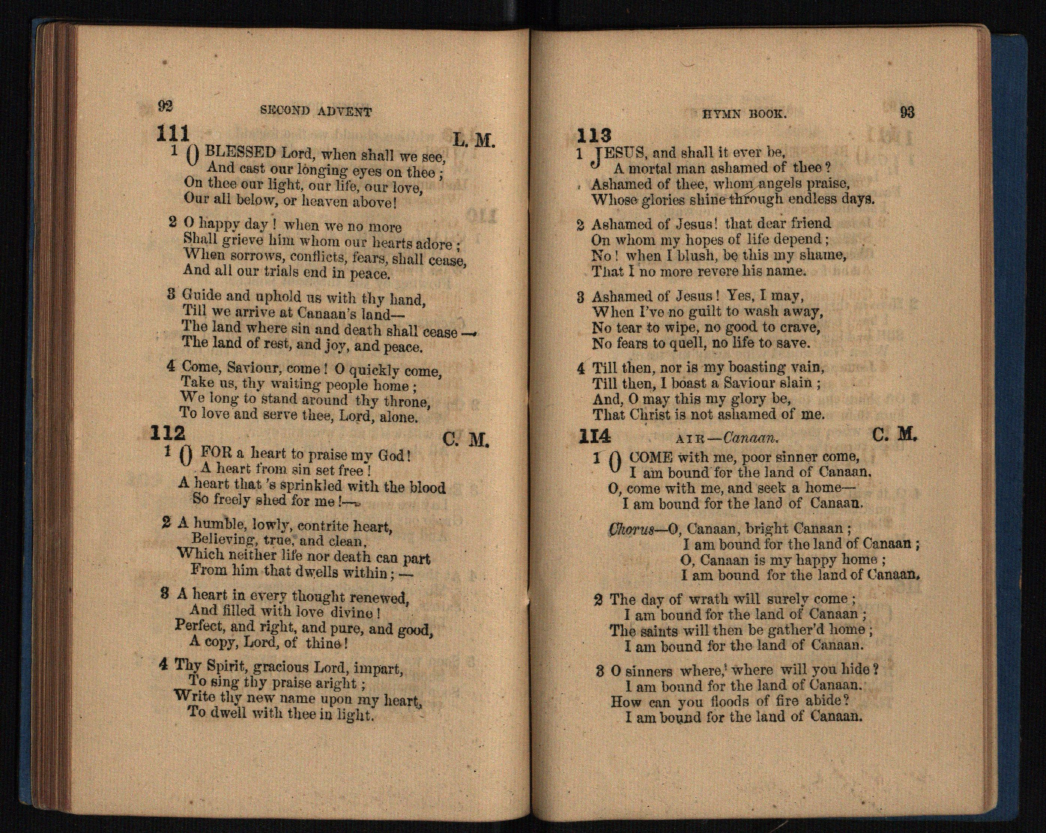 92
SECOND ADVENT
111 L. M.
1 O BLESSED Lord, when shall we see,
And cast our longing eyes on thee ;
On thee our light, our life, our love,
Our all below, or heaven above!
2 O happy day ! when we no more
Shall grieve him whom our hearts adore ;
When sorrows, conflicts, fears, shall cease,
And all our trials end in peace.
3 Guide and uphold us with thy hand,
Till we arrive at Canaan's land—
The land where sin and death shall cease —
The land of rest, and joy, and peace.
4 Come, Saviour, come ! O quickly come,
Take us, thy waiting people home ;
We long to stand around thy throne,
To love and serve thee, Lord, alone.
112 C. M.
1 O FOR a heart to praise my God!
A heart from sin set free !
A heart that 's sprinkled with the blood
So freely shed for me !—
2 A humble, lowly, contrite heart,
Believing, true, and clean.
Which neither life nor death can part
From him that dwells within ; —
3 A heart in every thought renewed,
And filled with love divine !
Perfect, and right, and pure, and good,
A copy, Lord, of thine !
4 Thy Spirit, gracious Lord, impart,
To sing thy praise aright ;
Write thy new name upon my heart,
To dwell with thee in light.
HYMN BOOK. 93
113
1 JESUS, and shall it ever be,
A mortal man ashamed of thee ?
Ashamed of thee, whom angels praise,
Whose glories shine through endless days.
2 Ashamed of Jesus! that dear friend
On whom my hopes of life depend ;
No ! when I blush, be this my shame,
That I no more revere his name.
3 Ashamed of Jesus ! Yes, I may,
When I've no guilt to wash away,
No tear to wipe, no good to crave,
No fears to quell, no life to save.
4 Till then, nor is my boasting vain,
Till then, I boast a Saviour slain ;
And, O may this my glory be,
That Christ is not ashamed of me.
114 AIR—Canaan. C. M.
1 O COME with me, poor sinner come,
I am bound for the land of Canaan.
O, come with me, and seek a home—
I am bound for the land of Canaan.
Chorus—O, Canaan, bright Canaan ;
I am bound for the land of Canaan ;
O, Canaan is my happy home ;
I am bound for the land of Canaan.
2 The day of wrath will surely come ;
I am bound for the land of Canaan ;
The saints will then be gather'd home ;
I am bound for the land of Canaan.
3 O sinners where,' where will you hide ?
I am bound for the land of Canaan.
How can you floods of fire abide?
I am bound for the land of Canaan.